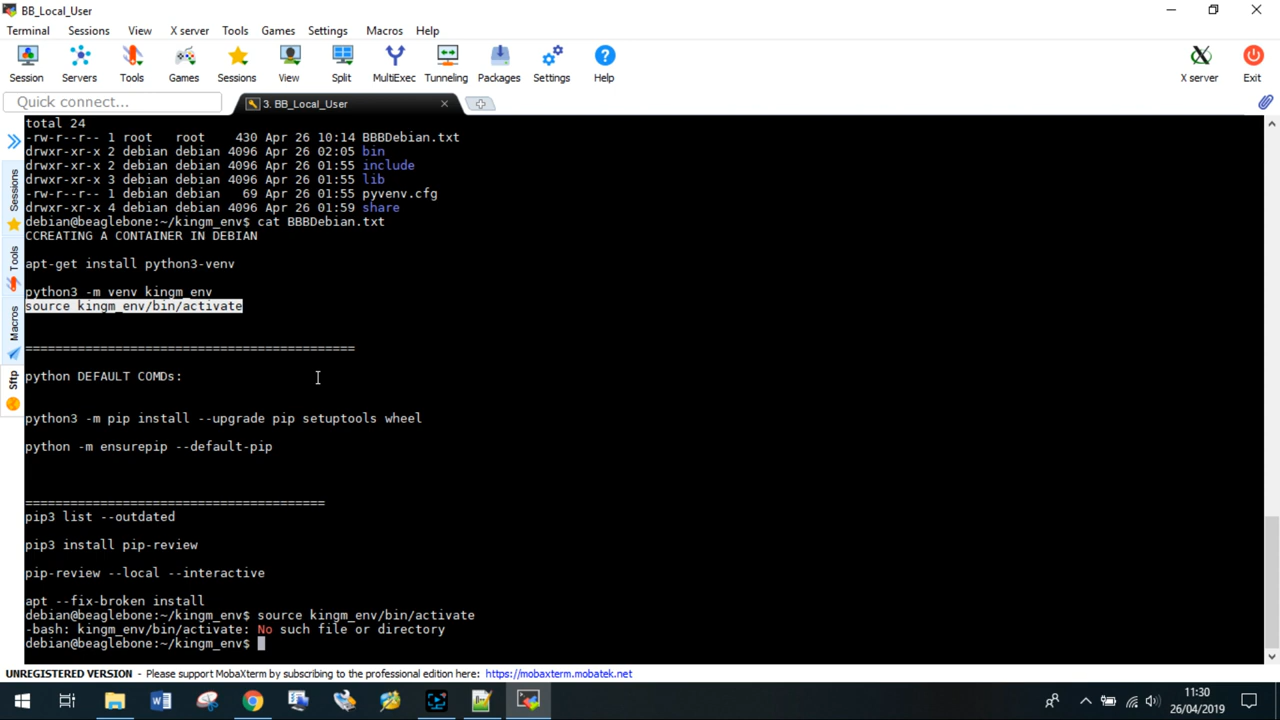 BB_Local_User
Terminal Sessions View X server Tools Games Settings Macros Help
Session Servers Tools Games Sessions View Split MultiExec Tunneling Packages Settings Help X server Exit
Quick connect...
3. BB_Local_User
Sessions
Tools
Macros
Sftp
total 24
-rw-r--r-- 1 root   root    430 Apr 26 10:14 BBBDebian.txt
drwxr-xr-x 2 debian debian 4096 Apr 26 02:05 bin
drwxr-xr-x 2 debian debian 4096 Apr 26 01:55 include
drwxr-xr-x 3 debian debian 4096 Apr 26 01:55 lib
-rw-r--r-- 1 debian debian   69 Apr 26 01:55 pyvenv.cfg
drwxr-xr-x 4 debian debian 4096 Apr 26 01:59 share
debian@beaglebone:~/kingm_env$ cat BBBDebian.txt
CCREATING A CONTAINER IN DEBIAN
apt-get install python3-venv
python3 -m venv kingm_env
source kingm_env/bin/activate
============================================
python DEFAULT COMDs:
python3 -m pip install --upgrade pip setuptools wheel
python -m ensurepip --default-pip
========================================
pip3 list --outdated
pip3 install pip-review
pip-review --local --interactive
apt --fix-broken install
debian@beaglebone:~/kingm_env$ source kingm_env/bin/activate
-bash: kingm_env/bin/activate: No such file or directory
debian@beaglebone:~/kingm_env$
UNREGISTERED VERSION - Please support MobaXterm by subscribing to the professional edition here: https://mobaxterm.mobatek.net
11:30
26/04/2019